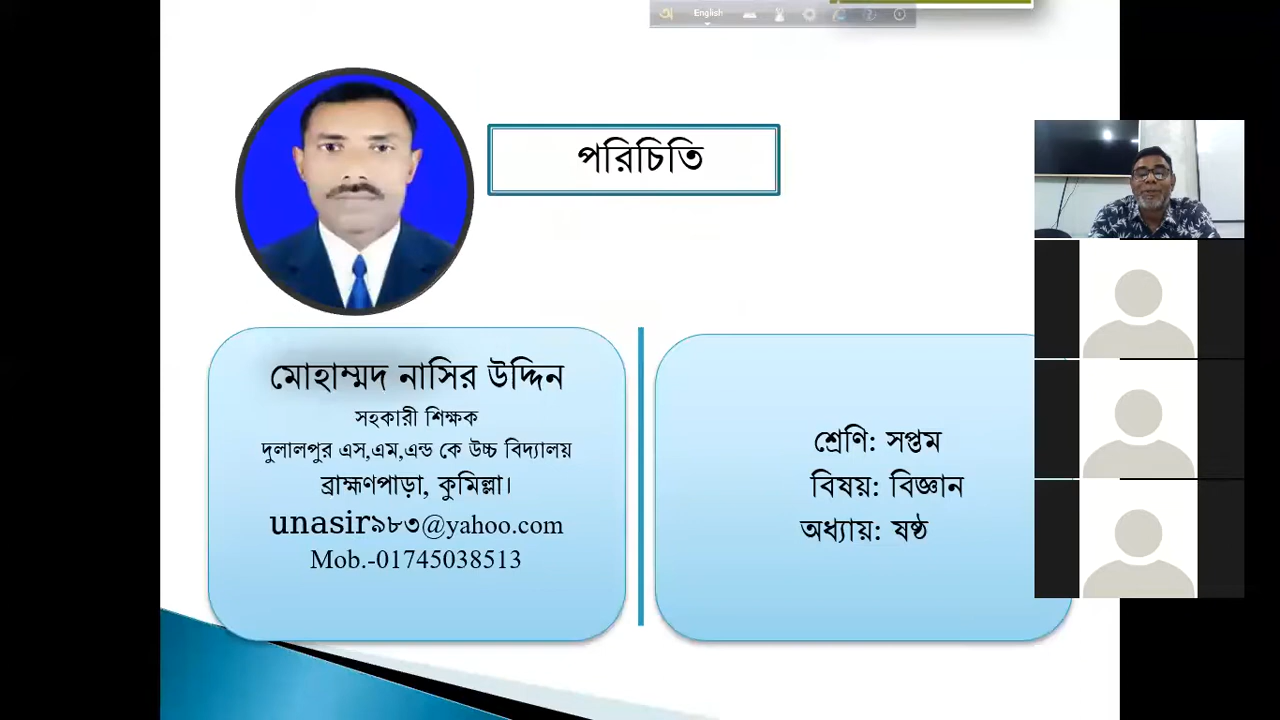 English
পরিচিতি
মোহাম্মদ নাসির উদ্দিন
সহকারী শিক্ষক
দুলালপুর এস,এম,এন্ড কে উচ্চ বিদ্যালয়
ব্রাহ্মণপাড়া, কুমিল্লা।
unasir৯৮৩@yahoo.com
Mob.-01745038513
শ্রেণি: সপ্তম
বিষয়: বিজ্ঞান
অধ্যায়: ষষ্ঠ